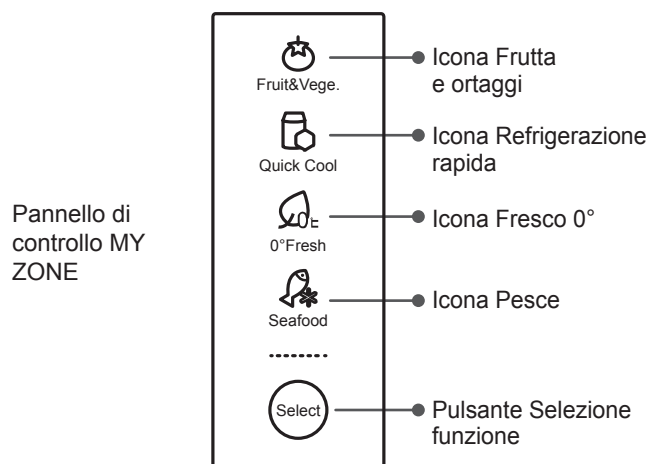 Fruit&Vege.
Icona Frutta
e ortaggi
Quick Cool
Icona Refrigerazione
rapida
Pannello di
controllo MY
ZONE
0°Fresh
Icona Fresco 0°
Seafood
Icona Pesce
Select
Pulsante Selezione
funzione